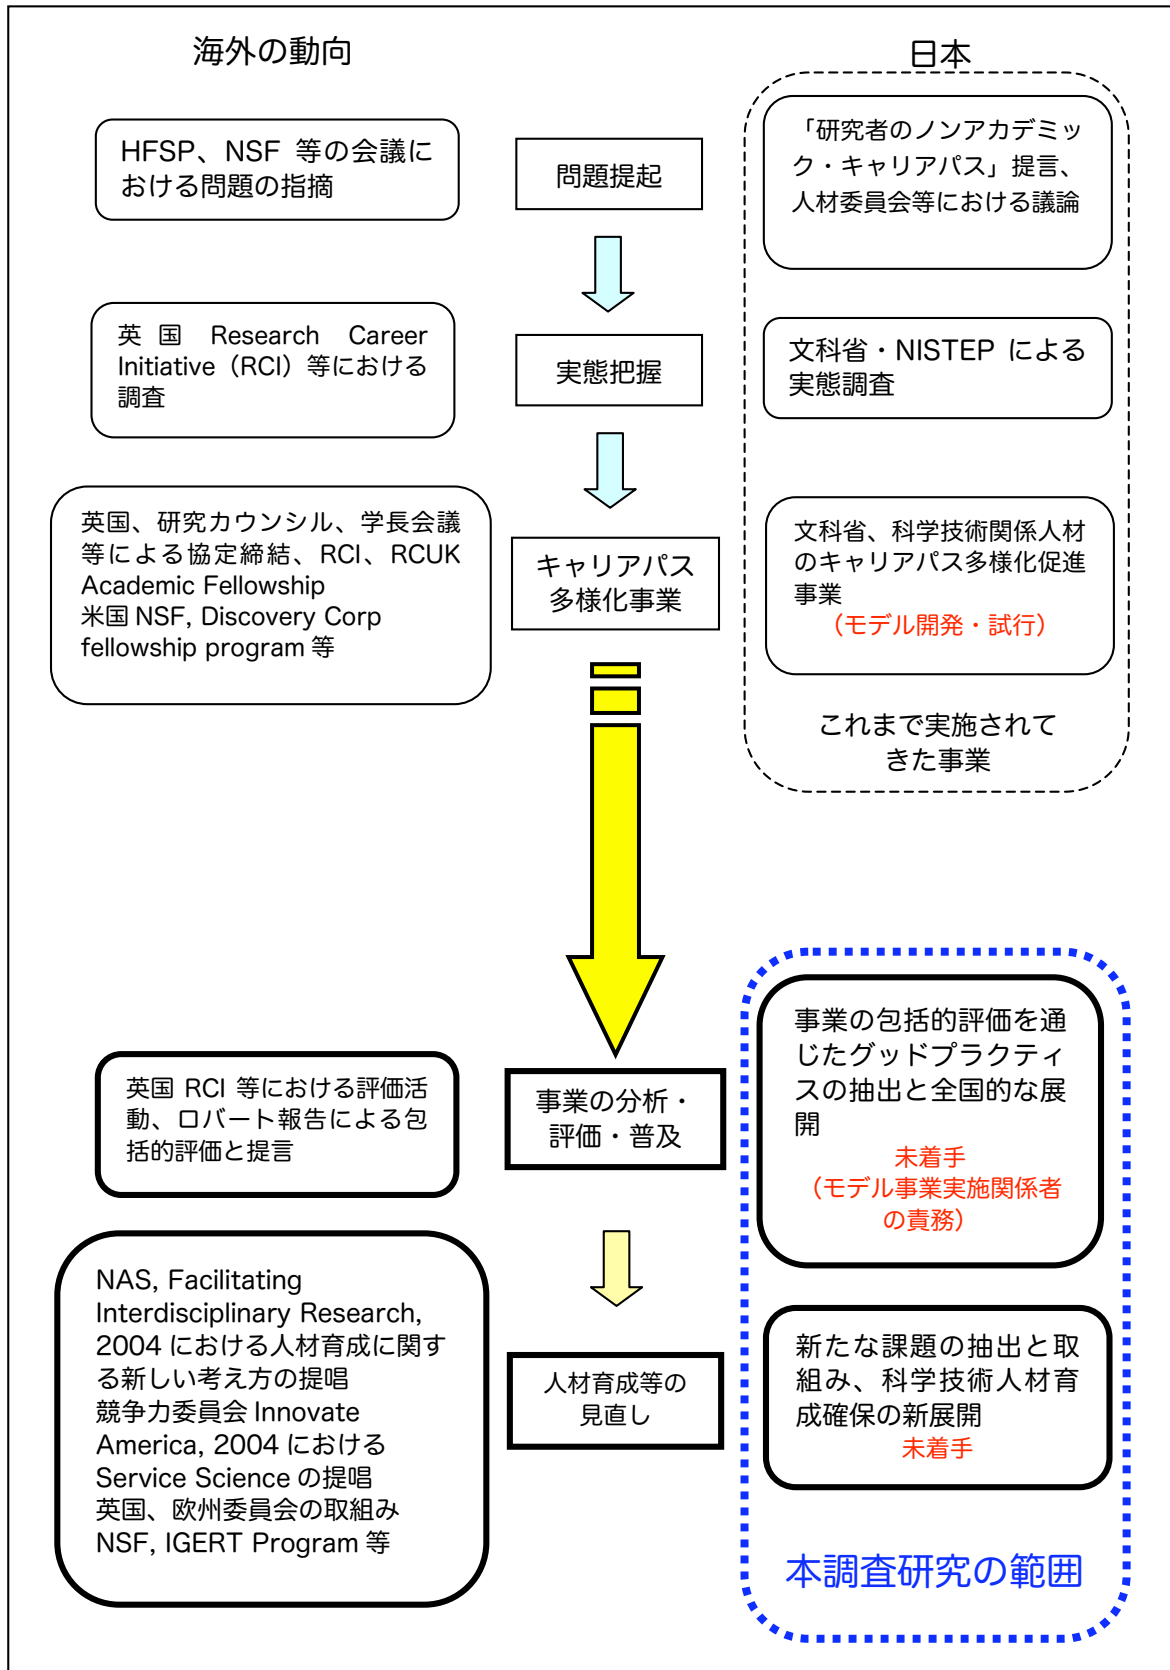 海外の動向
日本
HFSP、NSF 等の会議に
おける問題の指摘
問題提起
「研究者のノンアカデミッ
ク・キャリアパス」提言、
人材委員会等における議論
英国 Research Career
Initiative（RCI）等における
調査
実態把握
文科省・NISTEP による
実態調査
英国、研究カウンシル、学長会議
等による協定締結、RCI、RCUK
Academic Fellowship
米国 NSF, Discovery Corp
fellowship program 等
キャリアパス
多様化事業
文科省、科学技術関係人材
のキャリアパス多様化促進
事業
（モデル開発・試行）
これまで実施されて
きた事業
英国 RCI 等における評価活
動、ロバート報告による包
括的評価と提言
事業の分析・
評価・普及
事業の包括的評価を通
じたグッドプラクティ
スの抽出と全国的な展
開
未着手
（モデル事業実施関係者
の責務）
NAS, Facilitating
Interdisciplinary Research,
2004 における人材育成に関す
る新しい考え方の提唱
競争力委員会 Innovate
America, 2004 における
Service Science の提唱
英国、欧州委員会の取組み
NSF, IGERT Program 等
人材育成等の
見直し
新たな課題の抽出と取
組み、科学技術人材育
成確保の新展開
未着手
本調査研究の範囲